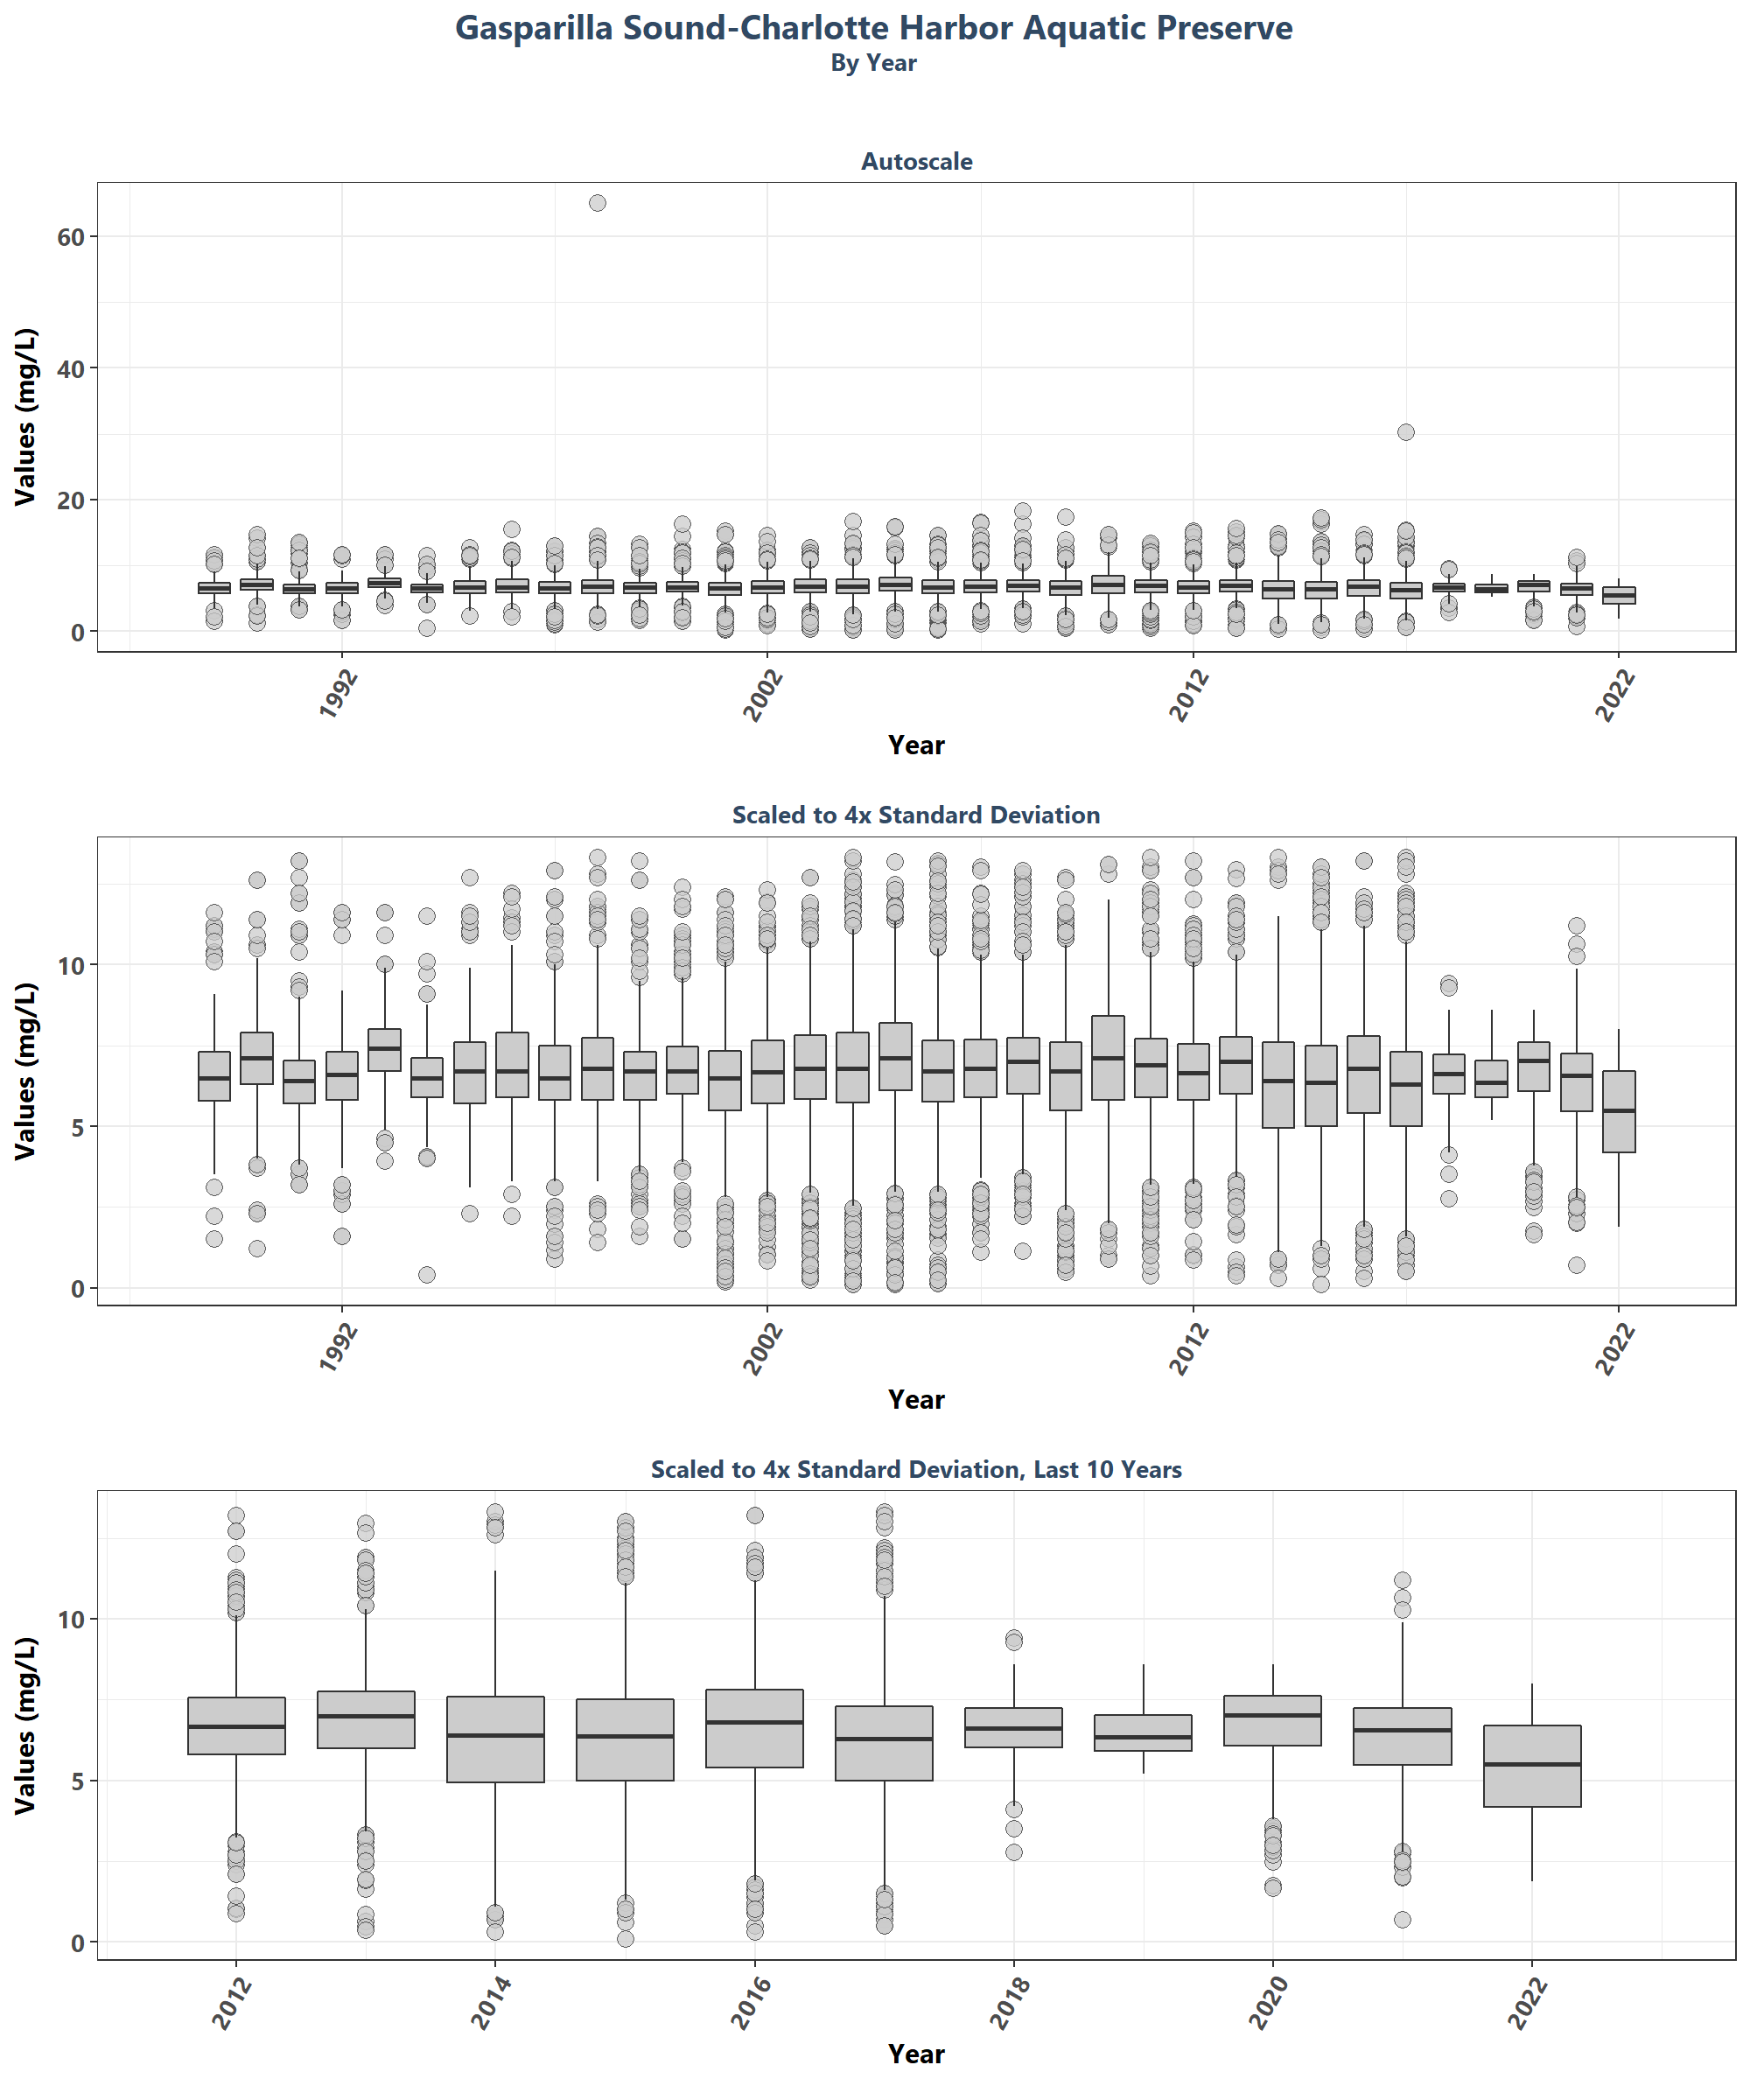 Gasparilla Sound-Charlotte Harbor Aquatic Preserve
By Year
Autoscale
Values (mg/L)
60
40
20
0
1992
2002
2012
2022
Year
Scaled to 4x Standard Deviation
Values (mg/L)
10
5
0
1992
2002
2012
2022
Year
Scaled to 4x Standard Deviation, Last 10 Years
Values (mg/L)
10
5
0
2012
2014
2016
2018
2020
2022
Year